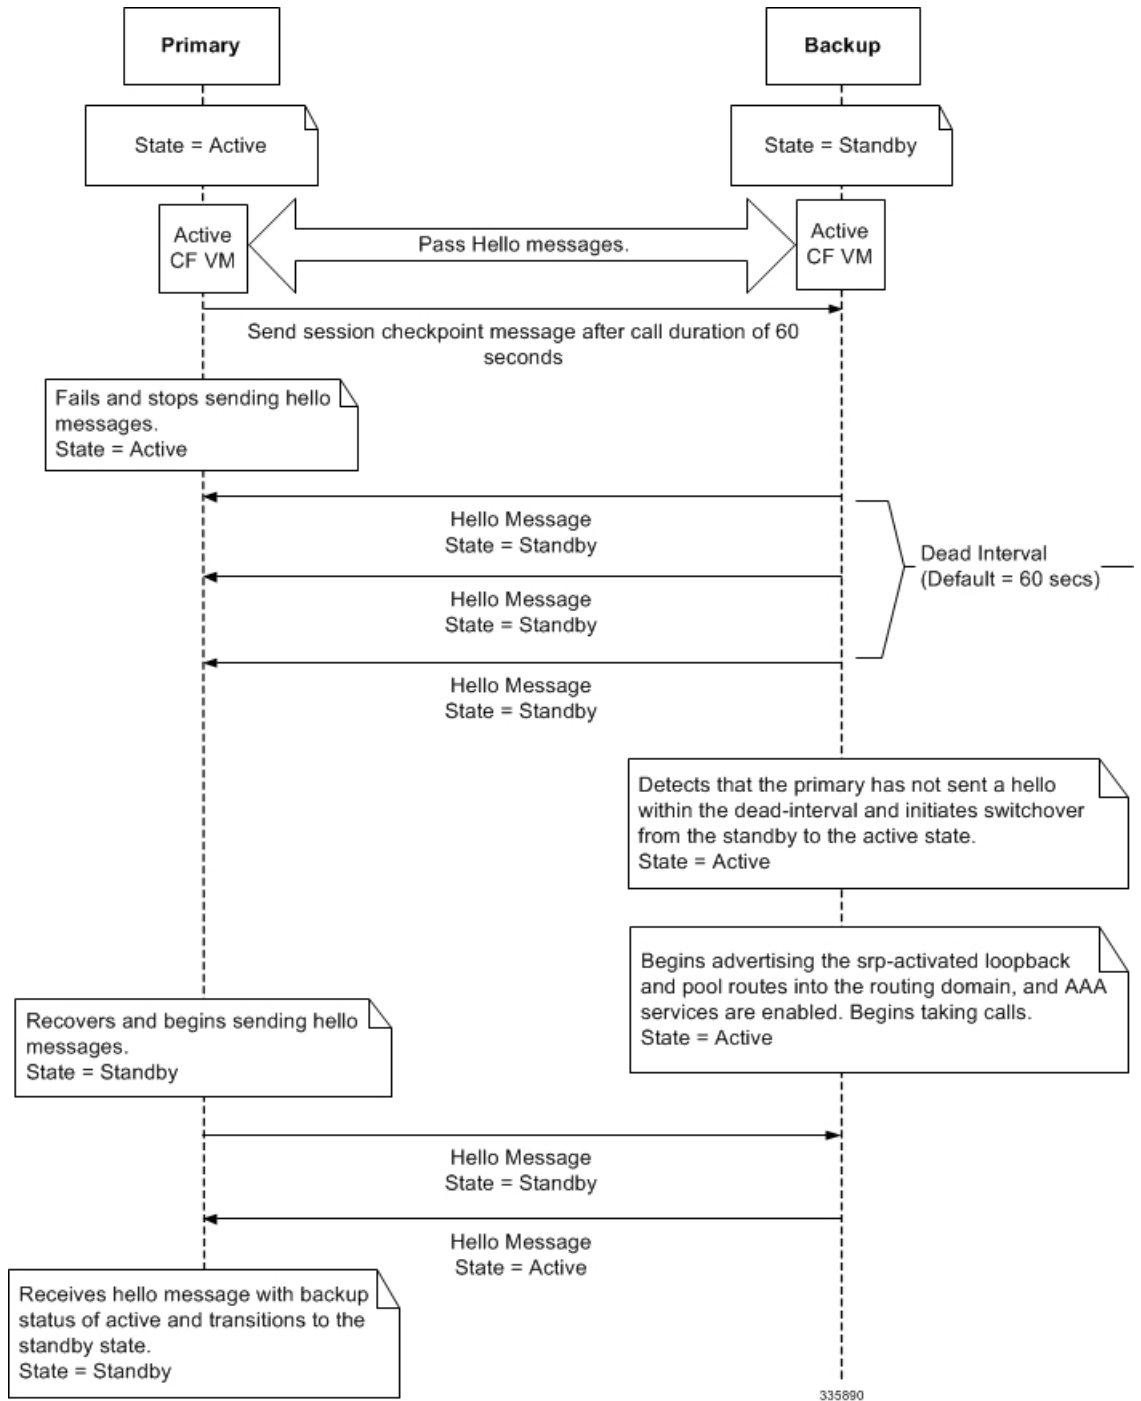 Primary
Backup
State = Active
State = Standby
Active
CF VM
Pass Hello messages.
Active
CF VM
Send session checkpoint message after call duration of 60
seconds
Fails and stops sending hello
messages.
State = Active
Hello Message
State = Standby
Dead Interval
(Default = 60 secs)
Hello Message
State = Standby
Hello Message
State = Standby
Detects that the primary has not sent a hello
within the dead-interval and initiates switchover
from the standby to the active state.
State = Active
Begins advertising the srp-activated loopback
and pool routes into the routing domain, and AAA
services are enabled. Begins taking calls.
State = Active
Recovers and begins sending hello
messages.
State = Standby
Hello Message
State = Standby
Hello Message
State = Active
Receives hello message with backup
status of active and transitions to the
standby state.
State = Standby
335890